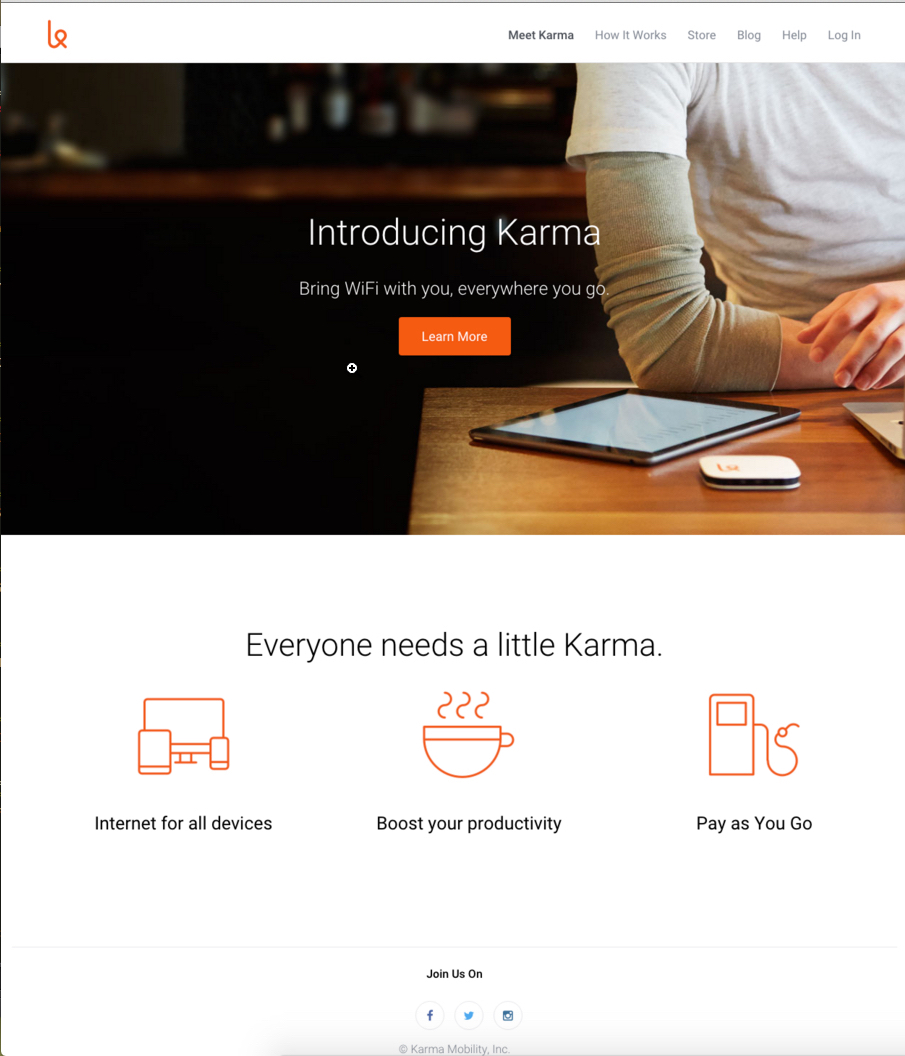 Meet Karma How It Works Store Blog Help Log In
Introducing Karma
Bring WiFi with you, everywhere you go.
Learn More
Everyone needs a little Karma.
Internet for all devices Boost your productivity Pay as You Go
Join Us On
© Karma Mobility, Inc.